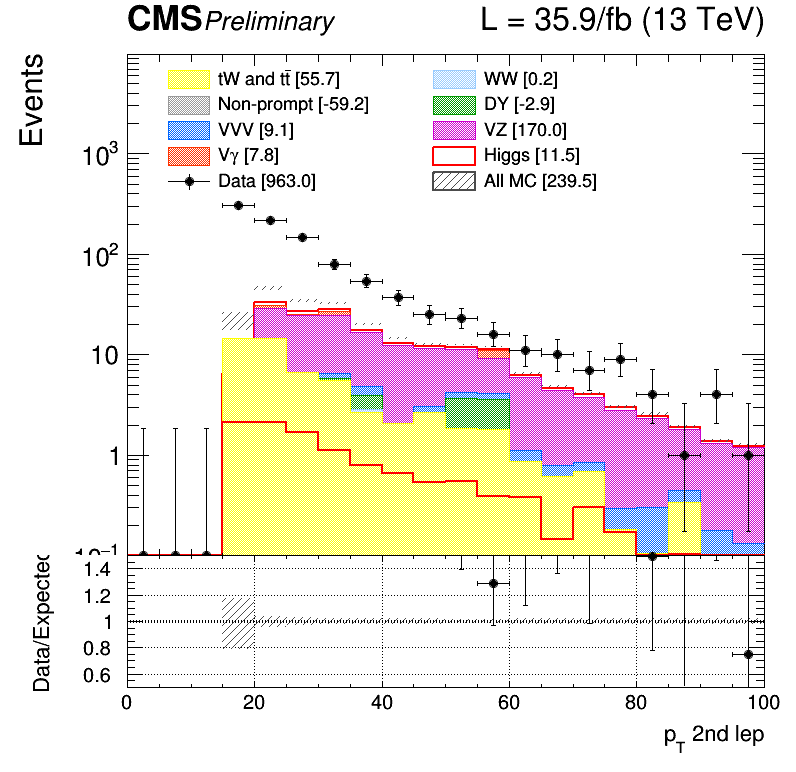 CMS Preliminary L = 35.9/fb (13 TeV)
Events
tW and tt̄ [55.7] WW [0.2]
Non-prompt [-59.2] DY [-2.9]
VVV [9.1] VZ [170.0]
Vγ [7.8] Higgs [11.5]
Data [963.0] All MC [239.5]
10³
10²
10
1
10⁻¹
Data/Expected
1.4
1.2
1
0.8
0.6
0 20 40 60 80 100
p_T 2nd lep